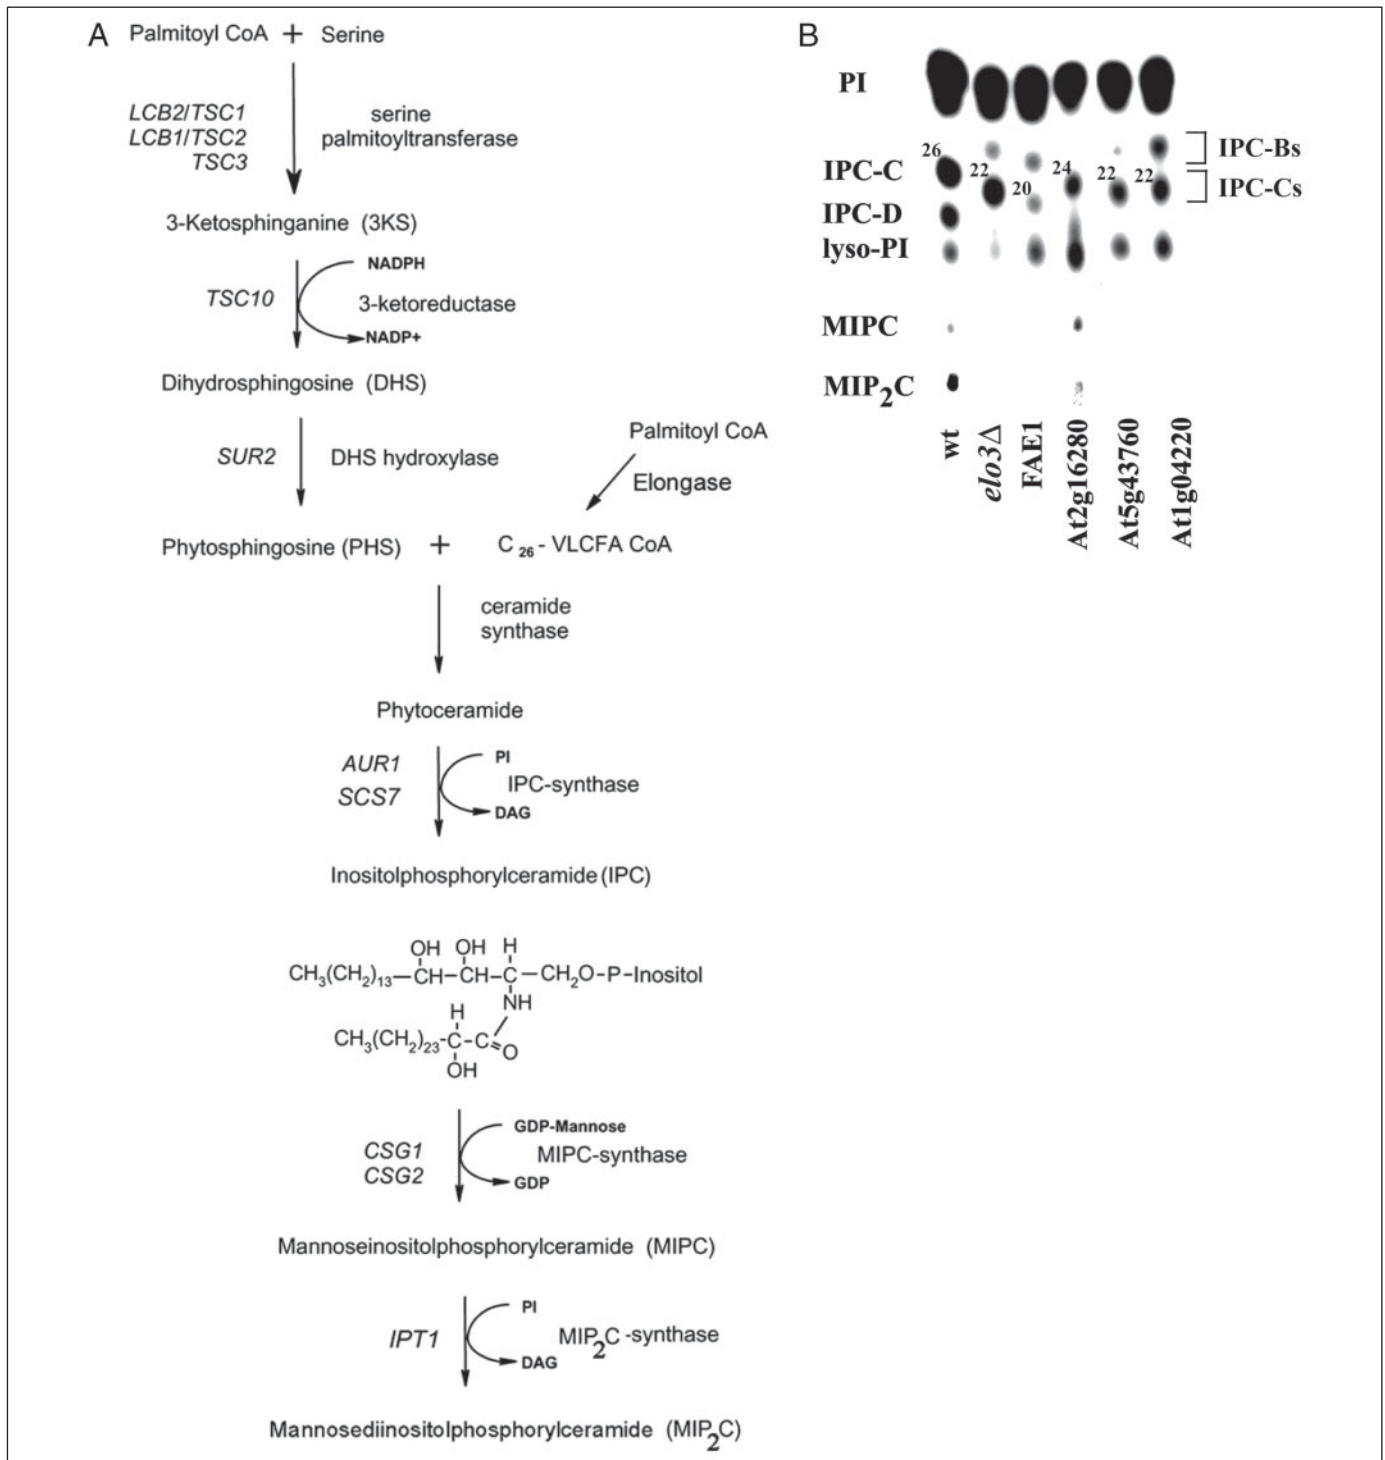 A
Palmitoyl CoA + Serine
LCB2/TSC1
LCB1/TSC2
TSC3
serine
palmitoyltransferase
3-Ketosphinganine (3KS)
NADPH
TSC10
3-ketoreductase
NADP+
Dihydrosphingosine (DHS)
SUR2
DHS hydroxylase
Palmitoyl CoA
Elongase
Phytosphingosine (PHS) + C 26 - VLCFA CoA
ceramide
synthase
Phytoceramide
AUR1
SCS7
PI
IPC-synthase
DAG
Inositolphosphorylceramide (IPC)
OH OH H
CH3(CH2)13—CH—CH—C—CH2O—P—Inositol
NH
H
CH3(CH2)23-C-C=O
OH
CSG1
CSG2
GDP-Mannose
MIPC-synthase
GDP
Mannoseinositolphosphorylceramide (MIPC)
IPT1
PI
MIP2C -synthase
DAG
Mannosediinositolphosphorylceramide (MIP2C)
B
PI
IPC-C
IPC-D
lyso-PI
MIPC
MIP2C
26
22
20
24
22
22
IPC-Bs
IPC-Cs
wt
elo3Δ
FAE1
At2g16280
At5g43760
At1g04220